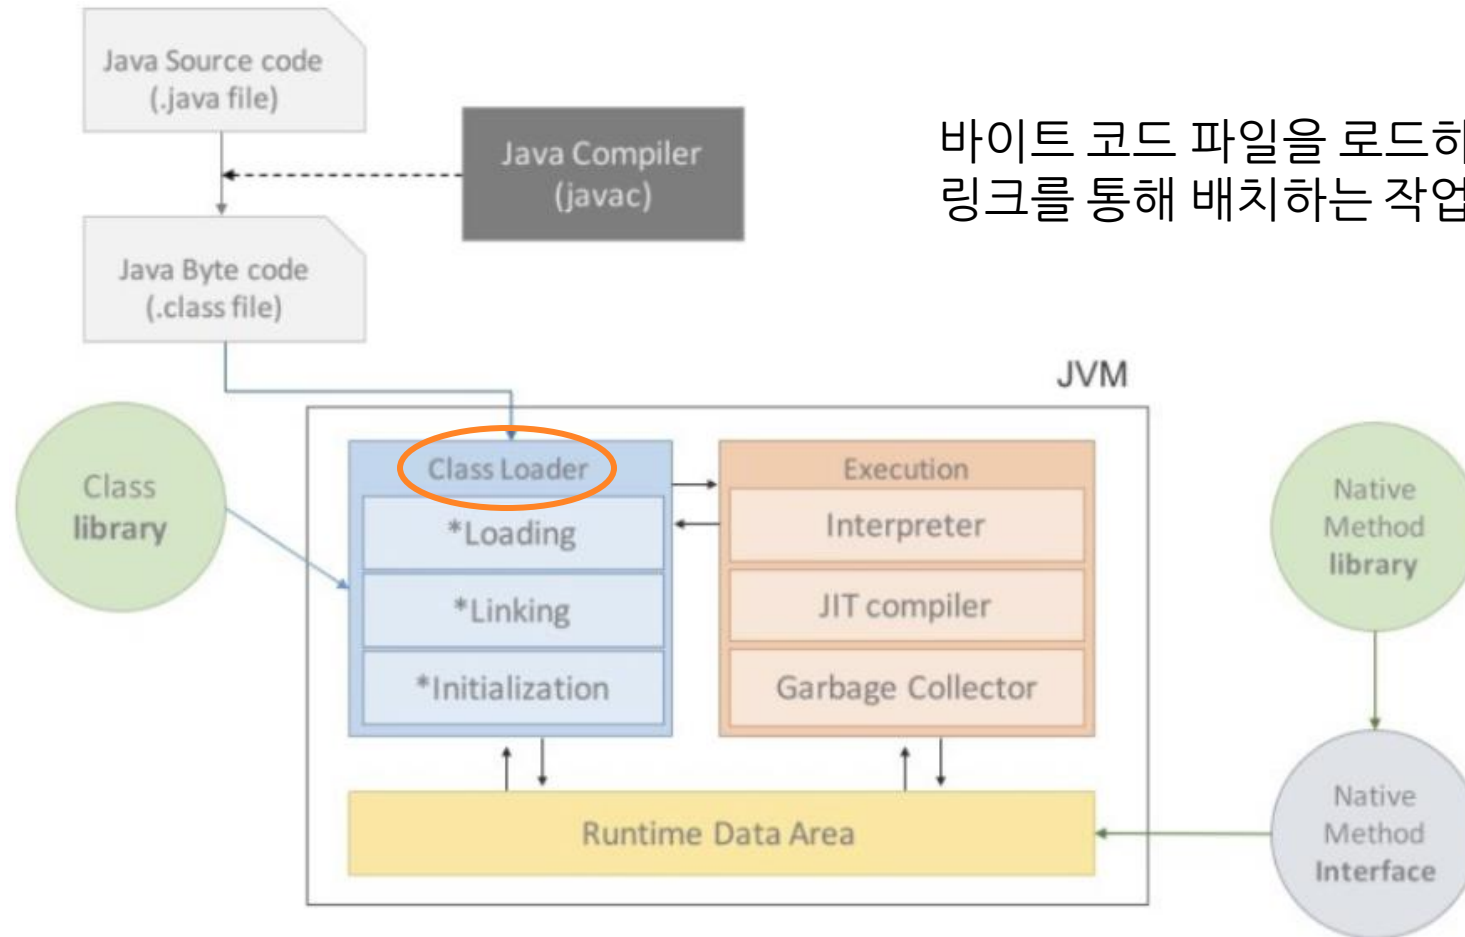 Java Source code
(.java file)
Java Compiler
(javac)
바이트 코드 파일을 로드하
링크를 통해 배치하는 작업
Java Byte code
(.class file)
JVM
Class
library
Class Loader
*Loading
*Linking
*Initialization
Execution
Interpreter
JIT compiler
Garbage Collector
Runtime Data Area
Native
Method
library
Native
Method
Interface